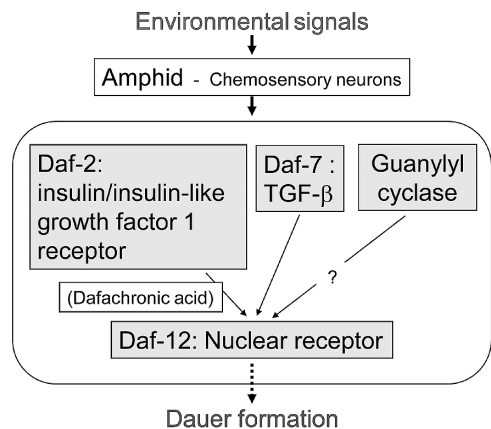 Environmental signals
Amphid - Chemosensory neurons
Daf-2:
insulin/insulin-like
growth factor 1
receptor
Daf-7 :
TGF-β
Guanylyl
cyclase
?
(Dafachronic acid)
Daf-12: Nuclear receptor
Dauer formation